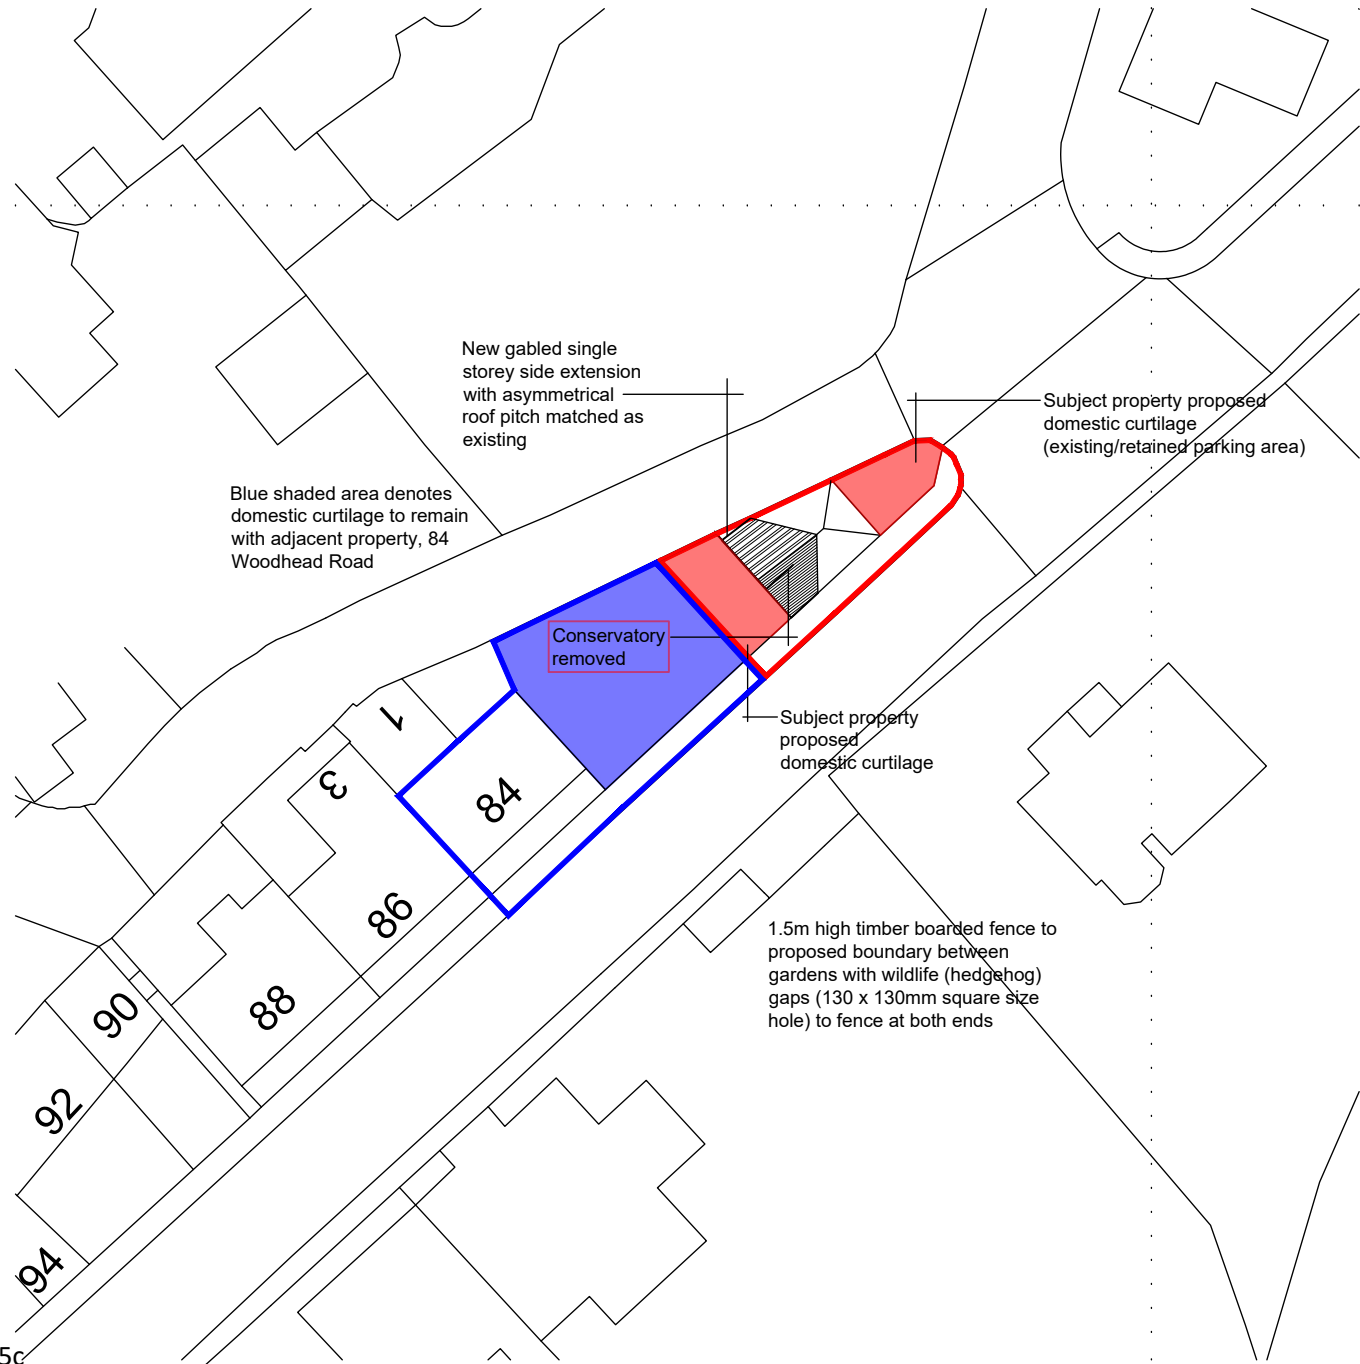 New gabled single
storey side extension
with asymmetrical
roof pitch matched as
existing
Subject property proposed
domestic curtilage
(existing/retained parking area)
Blue shaded area denotes
domestic curtilage to remain
with adjacent property, 84
Woodhead Road
Conservatory
removed
Subject property
proposed
domestic curtilage
1
3
84
86
88
90
92
94
1.5m high timber boarded fence to
proposed boundary between
gardens with wildlife (hedgehog)
gaps (130 x 130mm square size
hole) to fence at both ends
5c